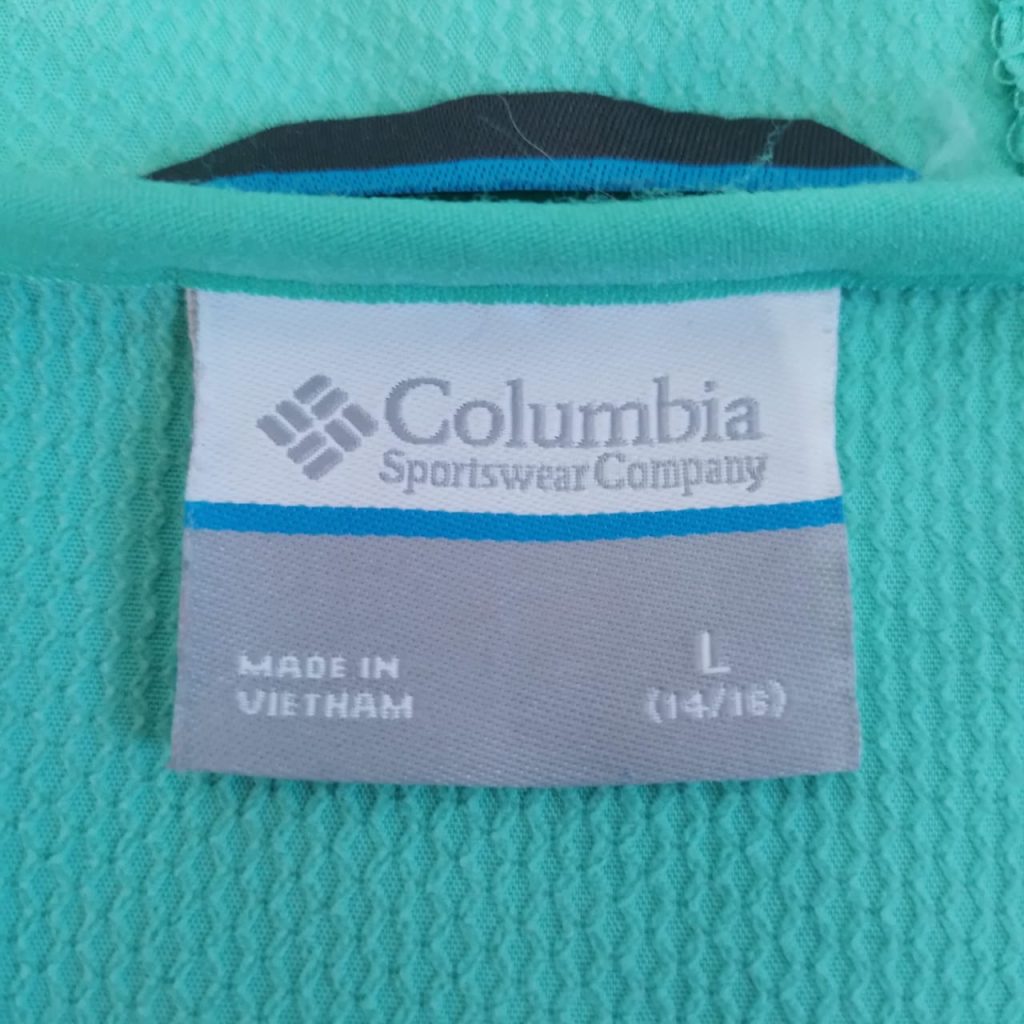 Columbia
Sportswear Company
MADE IN
VIETNAM
L
(14/16)